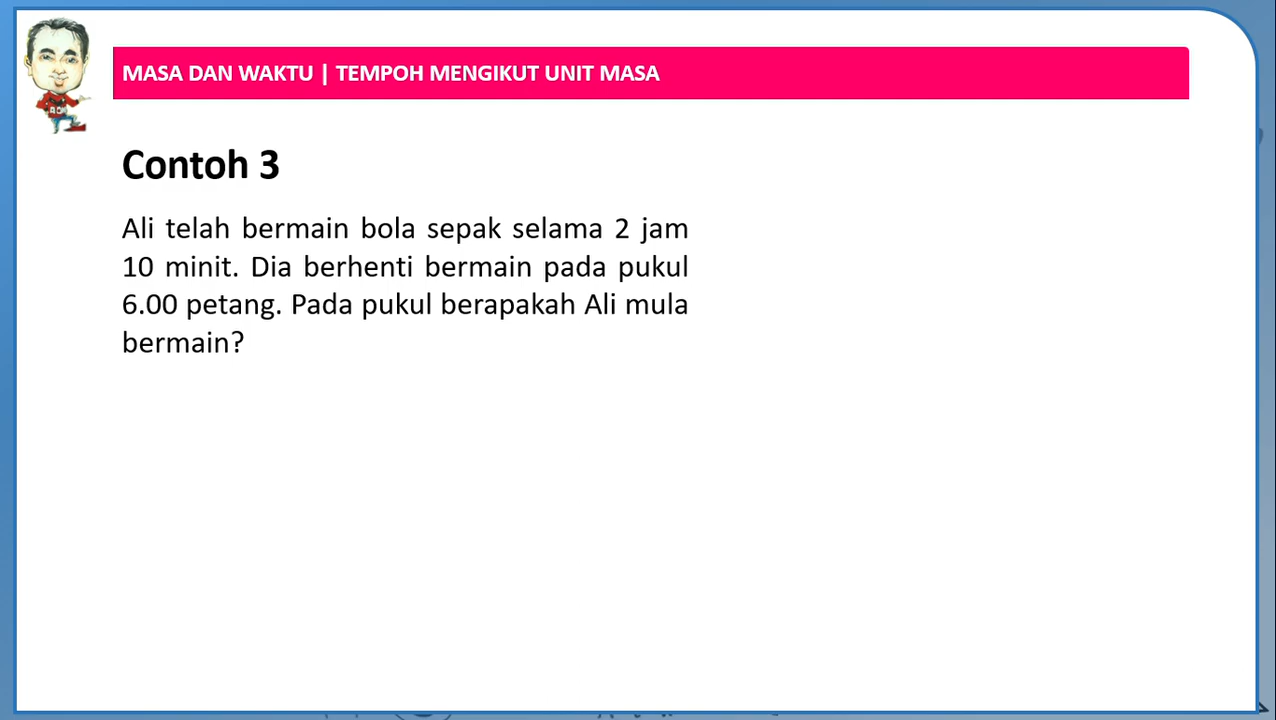 MASA DAN WAKTU | TEMPOH MENGIKUT UNIT MASA
Contoh 3
Ali telah bermain bola sepak selama 2 jam
10 minit. Dia berhenti bermain pada pukul
6.00 petang. Pada pukul berapakah Ali mula
bermain?